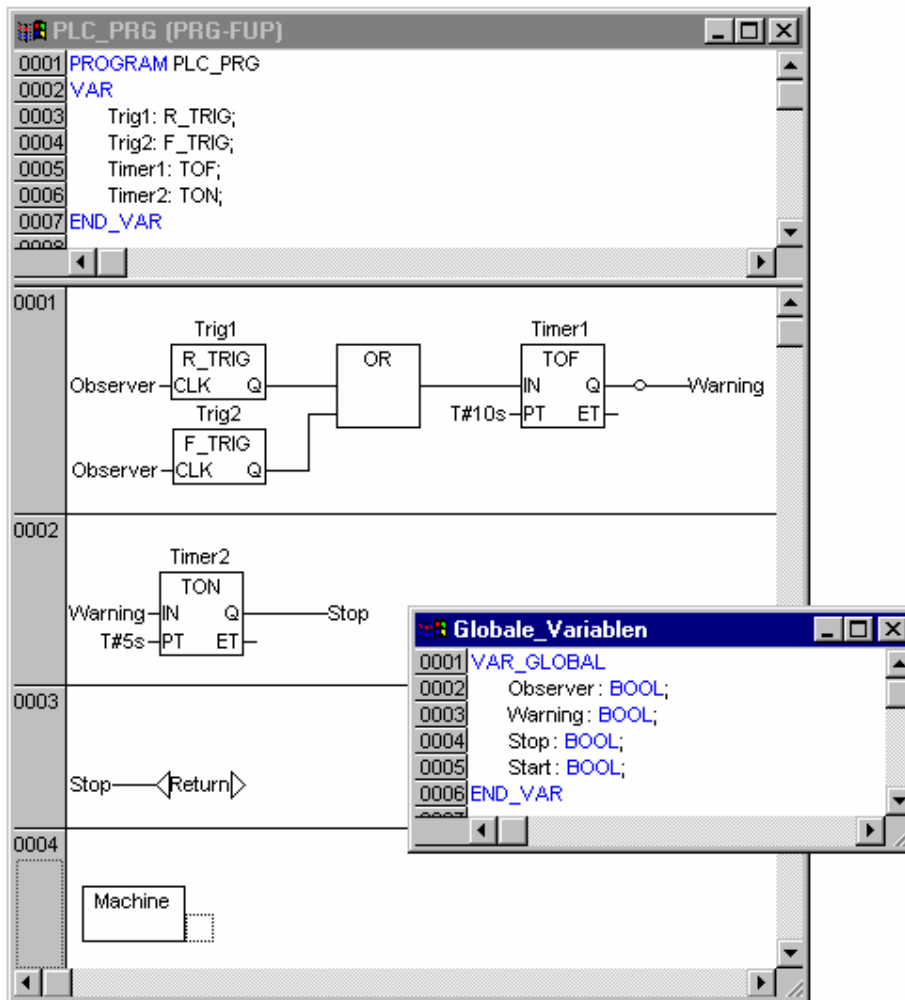 PLC_PRG (PRG-FUP)
0001 PROGRAM PLC_PRG
0002 VAR
0003 Trig1: R_TRIG;
0004 Trig2: F_TRIG;
0005 Timer1: TOF;
0006 Timer2: TON;
0007 END_VAR
0008
0001
Trig1
R_TRIG
Observer CLK Q
OR
Timer1
TOF
IN Q Warning
T#10s PT ET
Trig2
F_TRIG
Observer CLK Q
0002
Timer2
TON
Warning IN Q Stop
T#5s PT ET
0003
Stop Return
0004
Machine
Globale_Variablen
0001 VAR_GLOBAL
0002 Observer: BOOL;
0003 Warning: BOOL;
0004 Stop: BOOL;
0005 Start: BOOL;
0006 END_VAR
0007